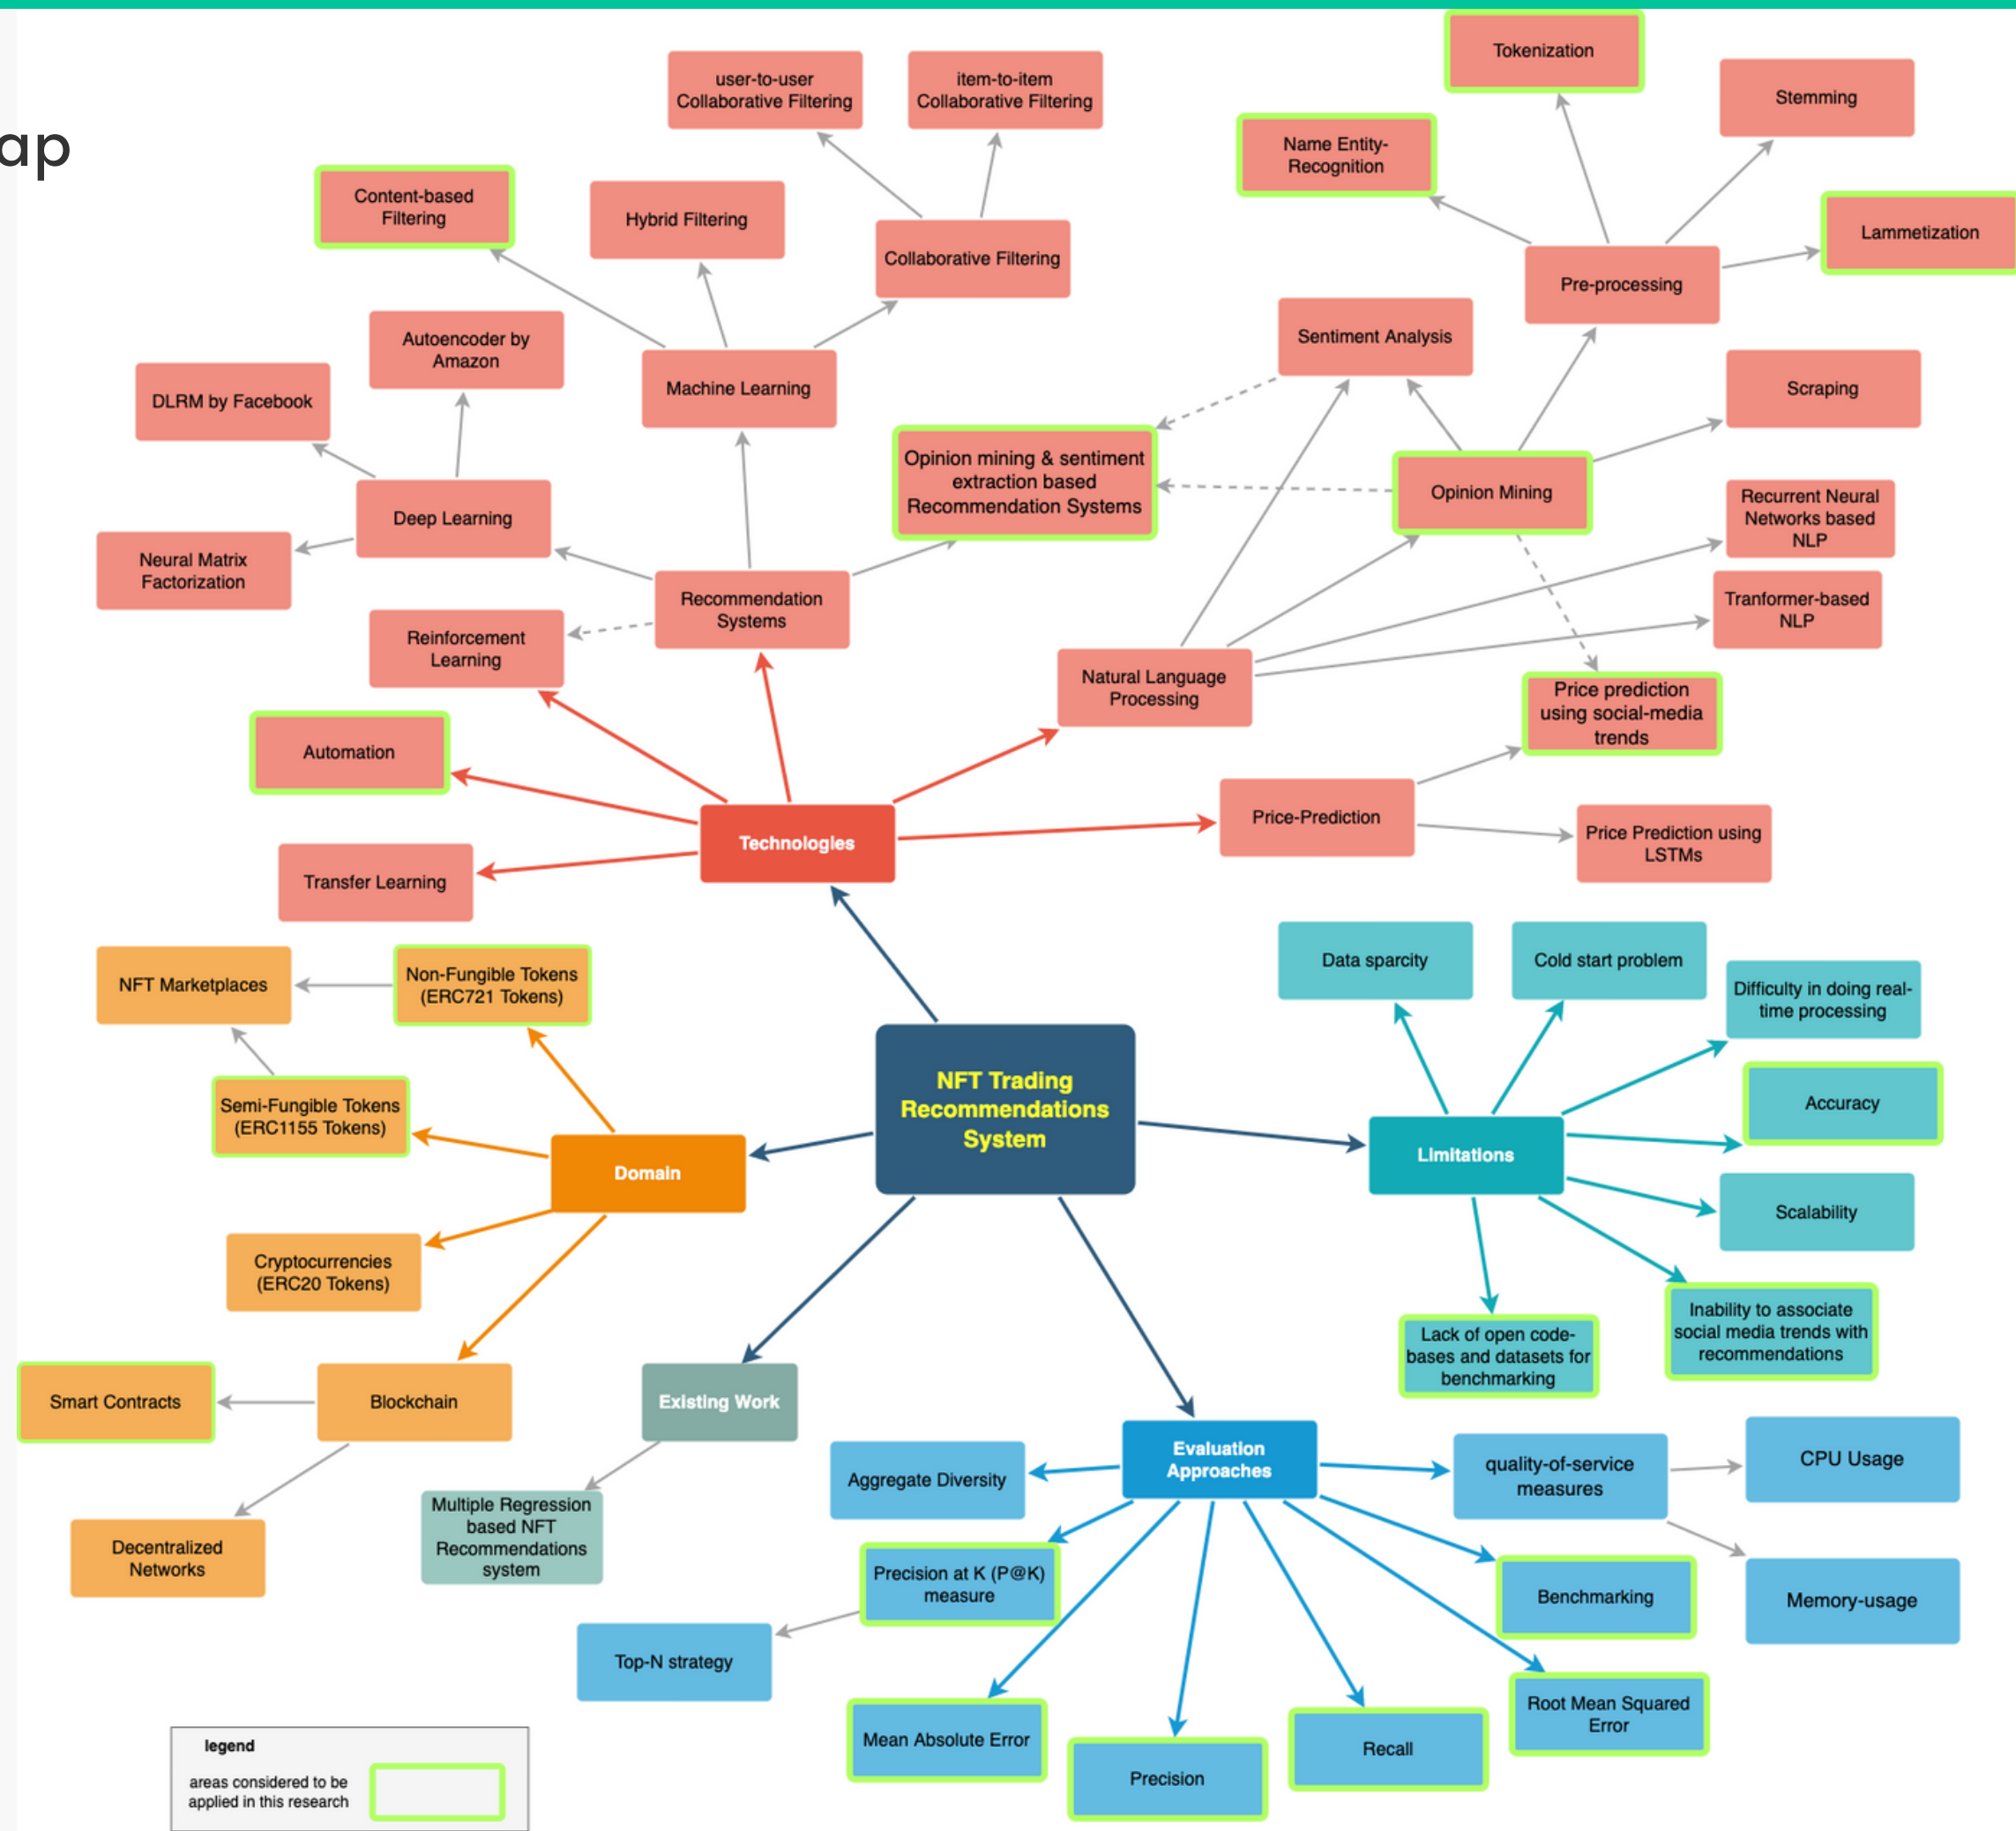 ap
Tokenization
user-to-user
Collaborative Filtering
item-to-item
Collaborative Filtering
Stemming
Name Entity-
Recognition
Content-based
Filtering
Hybrid Filtering
Lammetization
Collaborative Filtering
Pre-processing
Sentiment Analysis
Autoencoder by
Amazon
DLRM by Facebook
Machine Learning
Scraping
Opinion mining & sentiment
extraction based
Recommendation Systems
Opinion Mining
Deep Learning
Recurrent Neural
Networks based
NLP
Neural Matrix
Factorization
Recommendation
Systems
Tranformer-based
NLP
Reinforcement
Learning
Natural Language
Processing
Price prediction
using social-media
trends
Automation
Price-Prediction
Technologies
Price Prediction using
LSTMs
Transfer Learning
NFT Marketplaces
Non-Fungible Tokens
(ERC721 Tokens)
Data sparcity
Cold start problem
Difficulty in doing real-
time processing
NFT Trading
Recommendations
System
Semi-Fungible Tokens
(ERC1155 Tokens)
Accuracy
Domain
Limitations
Scalability
Cryptocurrencies
(ERC20 Tokens)
Inability to associate
social media trends with
recommendations
Lack of open code-
bases and datasets for
benchmarking
Smart Contracts
Blockchain
Existing Work
Evaluation
Approaches
Aggregate Diversity
quality-of-service
measures
CPU Usage
Multiple Regression
based NFT
Recommendations
system
Decentralized
Networks
Precision at K (P@K)
measure
Benchmarking
Memory-usage
Top-N strategy
Root Mean Squared
Error
Mean Absolute Error
Recall
Precision
legend
areas considered to be
applied in this research